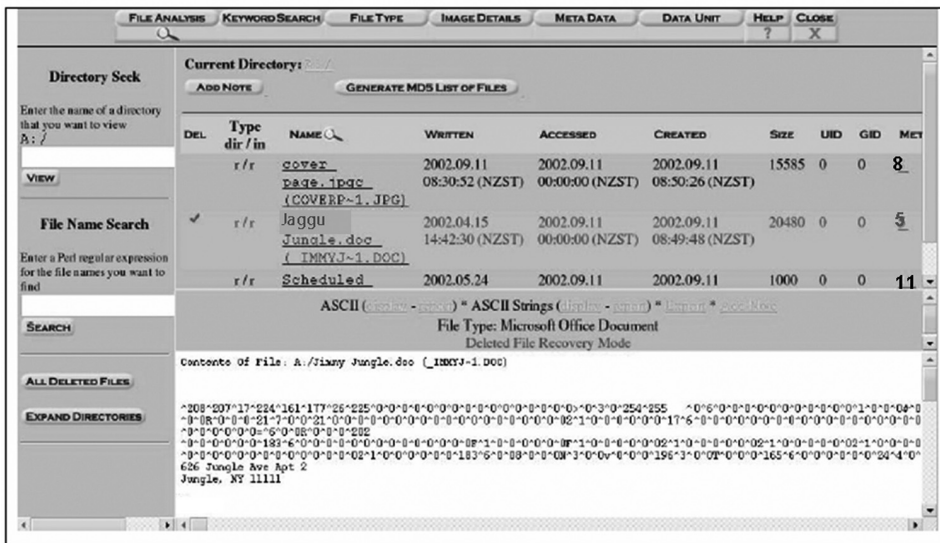 FILE ANALYSIS KEYWORD SEARCH FILE TYPE IMAGE DETAILS META DATA DATA UNIT HELP CLOSE
? X
Directory Seek
Enter the name of a directory
that you want to view
A:/
VIEW
File Name Search
Enter a Perl regular expression
for the file names you want to
find
SEARCH
ALL DELETED FILES
EXPAND DIRECTORIES
Current Directory:
ADD NOTE GENERATE MD5 LIST OF FILES
DEL Type dir / in NAME WRITTEN ACCESSED CREATED SIZE UID GID MET
r / r cover page.jpgc (COVERP~1.JPG) 2002.09.11 08:30:52 (NZST) 2002.09.11 00:00:00 (NZST) 2002.09.11 08:50:26 (NZST) 15585 0 0 8
✔ r / r Jaggu Jungle.doc (_IMMYJ~1.DOC) 2002.04.15 14:42:30 (NZST) 2002.09.11 00:00:00 (NZST) 2002.09.11 08:49:48 (NZST) 20480 0 0 5
r / r Scheduled 2002.05.24 2002.09.11 2002.09.11 1000 0 0 11
ASCII (display - report) * ASCII Strings (display - report) * Export * Add Note
File Type: Microsoft Office Document
Deleted File Recovery Mode
Contents Of File: A:/Jimmy Jungle.doc (_IMMYJ~1.DOC)
626 Jungle Ave Apt 2
Jungle, NY 11111